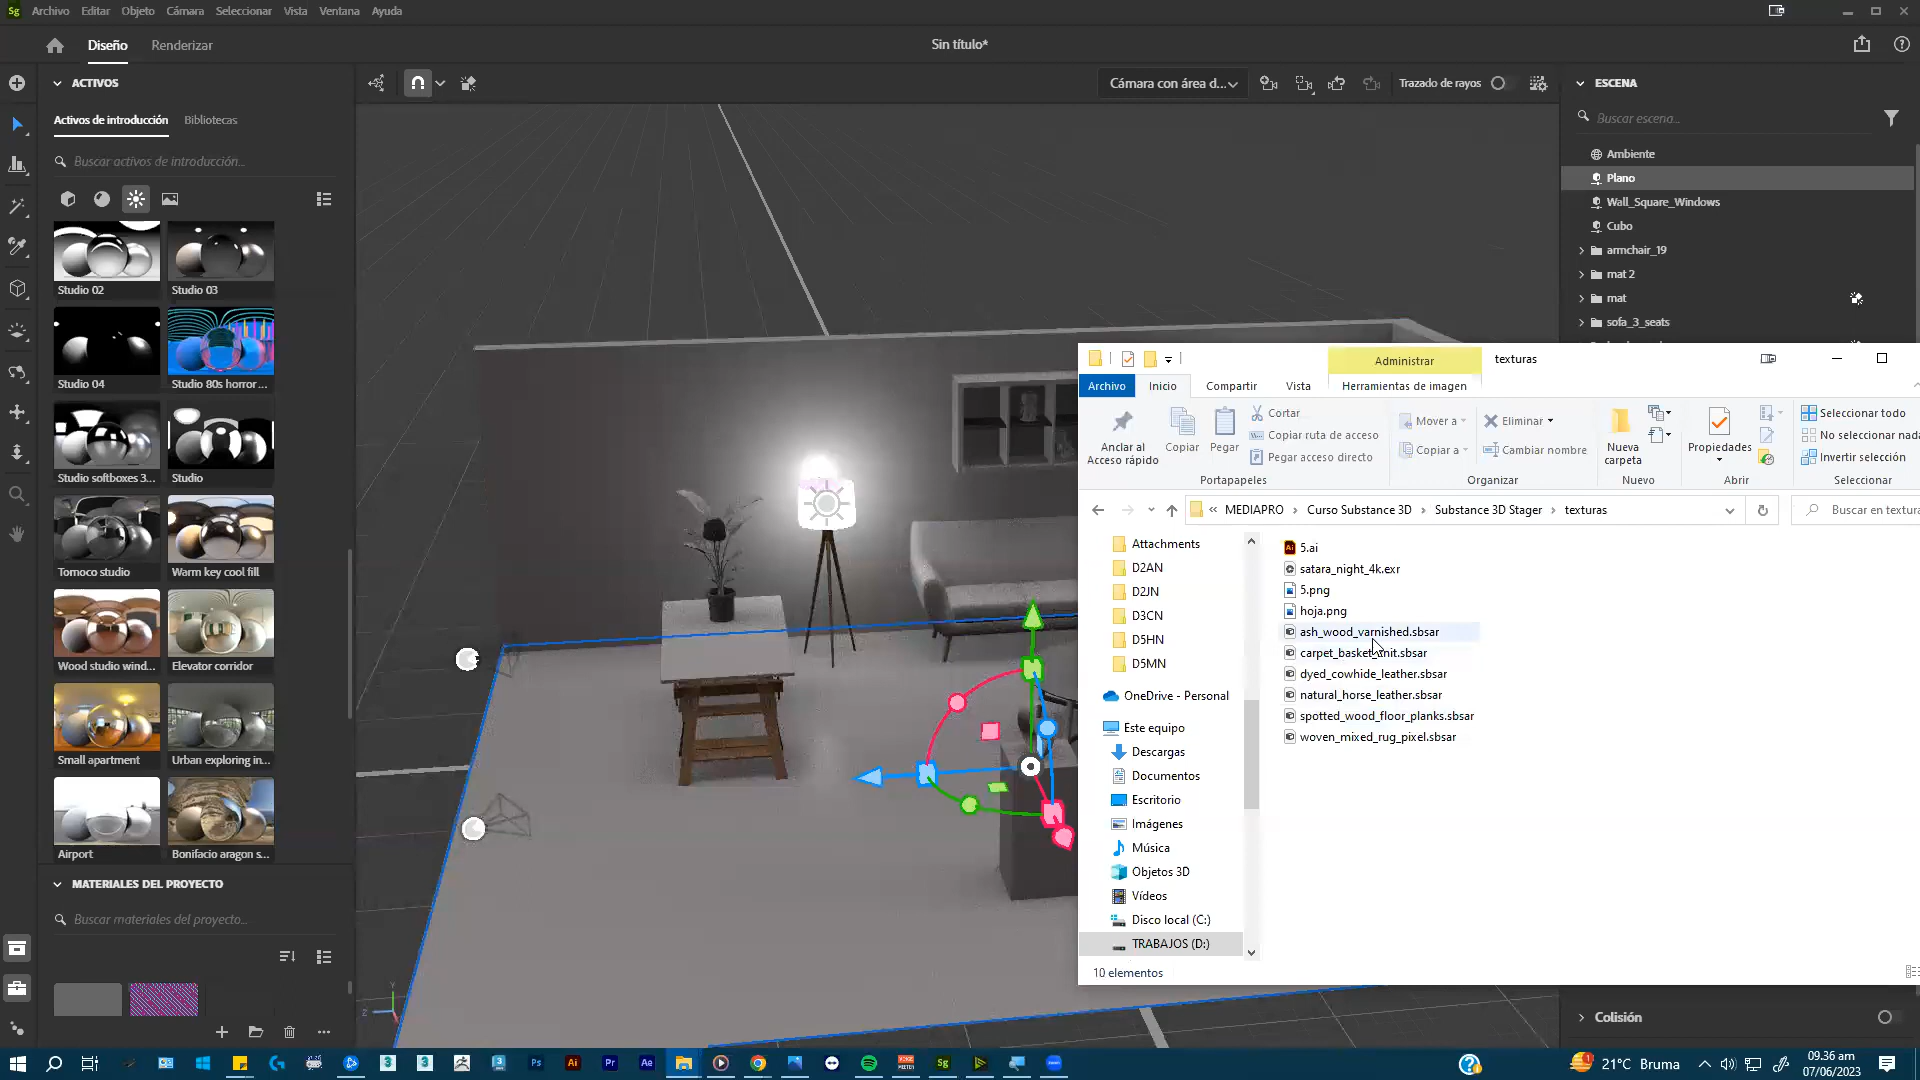 Sg Archivo Editar Objeto Cámara Seleccionar Vista Ventana Ayuda
Diseño Renderizar Sin título*
ACTIVOS
Cámara con área d... Trazado de rayos
ESCENA
Activos de introducción Bibliotecas
Buscar escena...
Buscar activos de introducción...
Ambiente
Plano
Wall_Square_Windows
Cubo
armchair_19
mat 2
mat
sofa_3_seats
Studio 02 Studio 03
Studio 04 Studio 80s horror ...
Studio softboxes 3... Studio
Tomoco studio Warm key cool fill
Wood studio wind... Elevator corridor
Small apartment Urban exploring in...
Airport Bonifacio aragon s...
MATERIALES DEL PROYECTO
Buscar materiales del proyecto...
Administrar texturas
Archivo Inicio Compartir Vista Herramientas de imagen
Anclar al
Acceso rápido
Copiar
Pegar
Cortar
Copiar ruta de acceso
Pegar acceso directo
Portapapeles
Mover a
Copiar a
Eliminar
Cambiar nombre
Organizar
Nueva
carpeta
Nuevo
Propiedades
Abrir
Seleccionar todo
No seleccionar nada
Invertir selección
Seleccionar
« MEDIAPRO › Curso Substance 3D › Substance 3D Stager › texturas
Buscar en textura
Attachments
D2AN
D2JN
D3CN
D5HN
D5MN
OneDrive - Personal
Este equipo
Descargas
Documentos
Escritorio
Imágenes
Música
Objetos 3D
Vídeos
Disco local (C:)
TRABAJOS (D:)
5.ai
satara_night_4k.exr
5.png
hoja.png
ash_wood_varnished.sbsar
carpet_basket_knit.sbsar
dyed_cowhide_leather.sbsar
natural_horse_leather.sbsar
spotted_wood_floor_planks.sbsar
woven_mixed_rug_pixel.sbsar
10 elementos
Colisión
Y
Z
Ps Ai Pr Ae Sg
21°C Bruma
09.36 am
07/06/2023